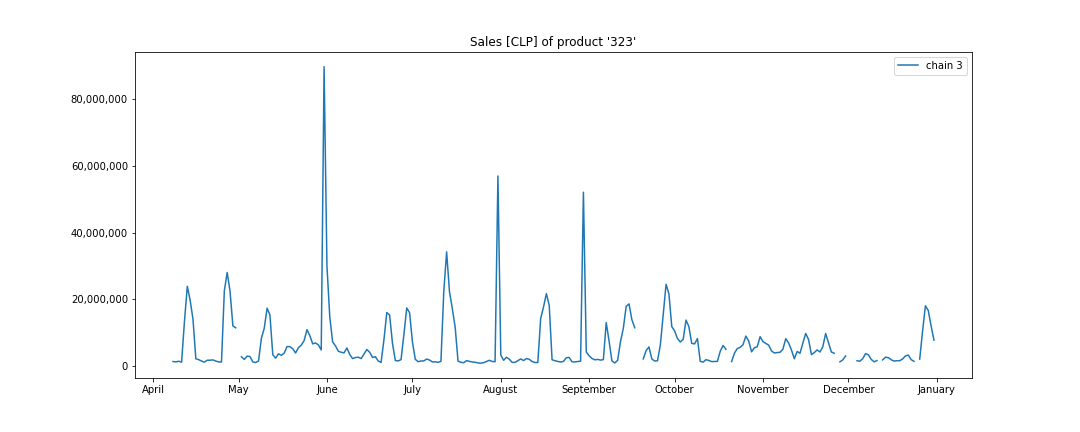 Sales [CLP] of product '323'
chain 3
80,000,000
60,000,000
40,000,000
20,000,000
0
April May June July August September October November December January